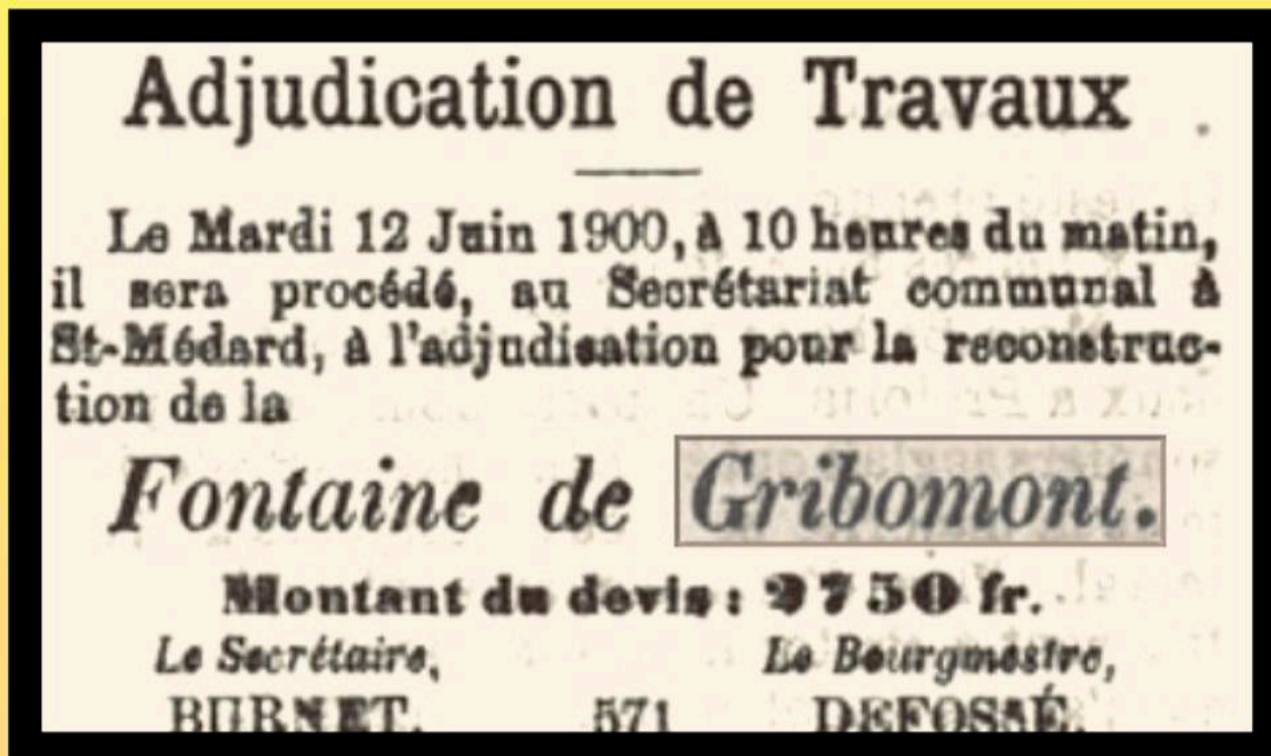 Adjudication de Travaux
Le Mardi 12 Juin 1900, à 10 heures du matin,
il sera procédé, au Secrétariat communal à
St-Médard, à l'adjudication pour la reconstruc-
tion de la
Fontaine de Gribomont.
Montant du devis : 2750 fr.
Le Secrétaire, Le Bourgmestre,
BURNET. 571 DEFOSSÉ.